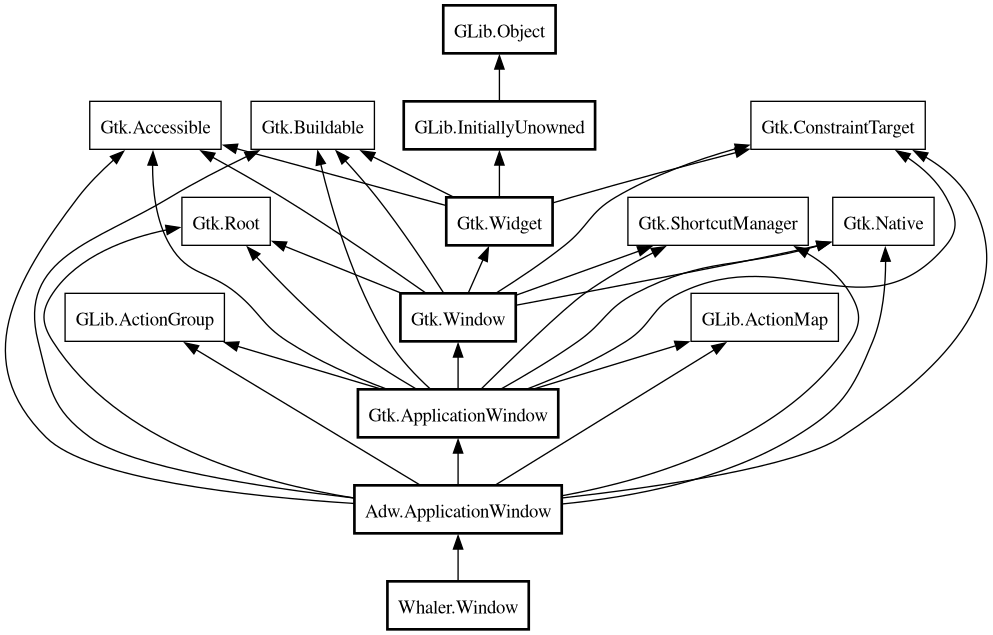 GLib.Object
Gtk.Accessible
Gtk.Buildable
GLib.InitiallyUnowned
Gtk.ConstraintTarget
Gtk.Root
Gtk.Widget
Gtk.ShortcutManager
Gtk.Native
GLib.ActionGroup
Gtk.Window
GLib.ActionMap
Gtk.ApplicationWindow
Adw.ApplicationWindow
Whaler.Window